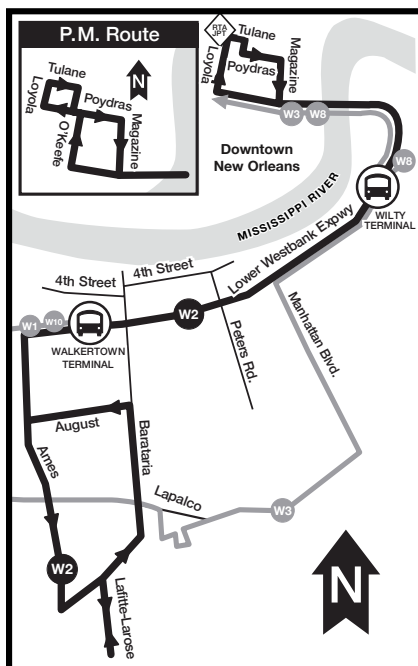 P.M. Route
Tulane
Loyola
Poydras
O'Keefe
Magazine
N
RTA
JPT
Tulane
Loyola
Poydras
Magazine
W3
W8
Downtown
New Orleans
W8
MISSISSIPPI RIVER
WILTY
TERMINAL
Lower Westbank Expwy
4th Street
4th Street
W1
W10
W2
WALKERTOWN
TERMINAL
Peters Rd.
Manhattan Blvd.
August
Barataria
Ames
Lapalco
W3
W2
Lafitte-Larose
N